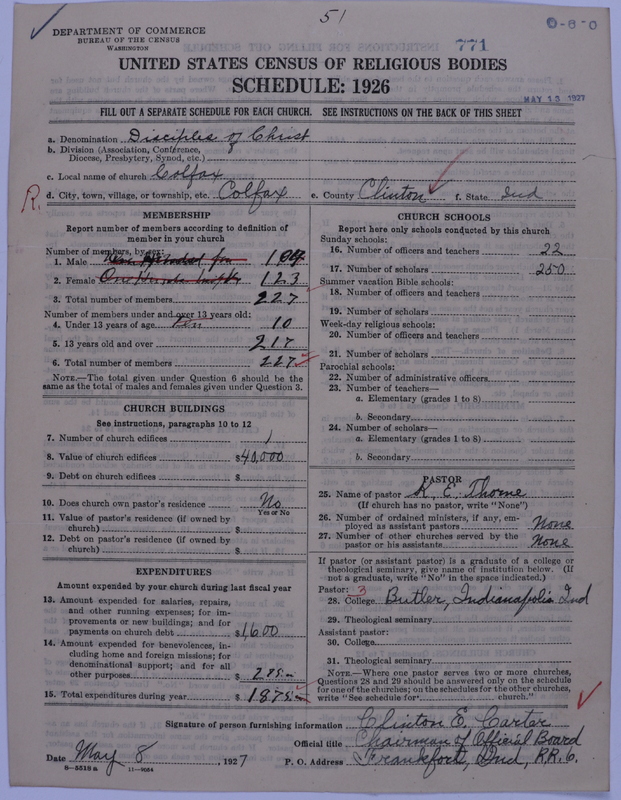 51
DEPARTMENT OF COMMERCE
BUREAU OF THE CENSUS
WASHINGTON
771
UNITED STATES CENSUS OF RELIGIOUS BODIES
MAY 13 1927
SCHEDULE: 1926
FILL OUT A SEPARATE SCHEDULE FOR EACH CHURCH. SEE INSTRUCTIONS ON THE BACK OF THIS SHEET
a. Denomination Disciples of Christ
b. Division (Association, Conference,
Diocese, Presbytery, Synod, etc.)
c. Local name of church Colfax
R. d. City, town, village, or township, etc. Colfax e. County Clinton f. State Ind
MEMBERSHIP
Report number of members according to definition of
member in your church
Number of members, by sex:
1. Male 104
2. Female 123
3. Total number of members 227
Number of members under and over 13 years old:
4. Under 13 years of age Ten 10
5. 13 years old and over 217
6. Total number of members 227
NOTE.—The total given under Question 6 should be the
same as the total of males and females given under Question 3.
CHURCH BUILDINGS
See instructions, paragraphs 10 to 12
7. Number of church edifices 1
8. Value of church edifices $40,000
9. Debt on church edifices $
10. Does church own pastor's residence No
Yes or No
11. Value of pastor's residence (if owned by
church) $
12. Debt on pastor's residence (if owned by
church) $
EXPENDITURES
Amount expended by your church during last fiscal year
13. Amount expended for salaries, repairs,
and other running expenses; for im-
provements or new buildings; and for
payments on church debt $1600
14. Amount expended for benevolences, in-
cluding home and foreign missions; for
denominational support; and for all
other purposes $ 275.00
15. Total expenditures during year $ 1875.00
CHURCH SCHOOLS
Report here only schools conducted by this church
Sunday schools:
16. Number of officers and teachers 22
17. Number of scholars 250
Summer vacation Bible schools:
18. Number of officers and teachers
19. Number of scholars
Week-day religious schools:
20. Number of officers and teachers
21. Number of scholars
Parochial schools:
22. Number of administrative officers
23. Number of teachers—
a. Elementary (grades 1 to 8)
b. Secondary
24. Number of scholars—
a. Elementary (grades 1 to 8)
b. Secondary
PASTOR
25. Name of pastor R. E. Thorne
(If church has no pastor, write "None")
26. Number of ordained ministers, if any, em-
ployed as assistant pastors None
27. Number of other churches served by the
pastor or his assistants None
If pastor (or assistant pastor) is a graduate of a college or
theological seminary, give name of institution below. (If
not a graduate, write "No" in the space indicated.)
Pastor: 3
28. College Butler, Indianapolis Ind
29. Theological seminary
Assistant pastor:
30. College
31. Theological seminary
NOTE.—Where one pastor serves two or more churches,
Questions 28 and 29 should be answered only on the schedule
for one of the churches; on the schedules for the other churches,
write "See schedule for church."
Signature of person furnishing information Clinton E. Carter
Official title Chairman of Official Board
Date May 8 1927 P. O. Address Frankfort, Ind, R.R. 6.
8—5518 a 11—9064